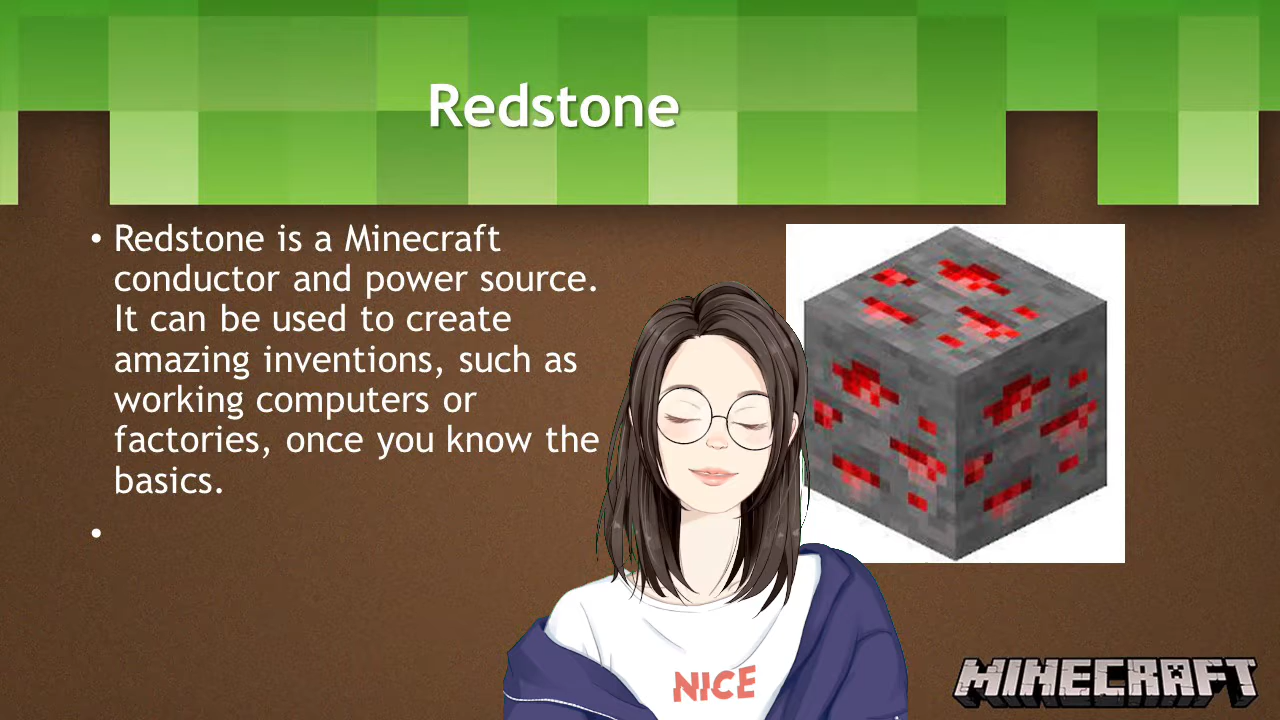 Redstone
• Redstone is a Minecraft
conductor and power source.
It can be used to create
amazing inventions, such as
working computers or
factories, once you know the
basics.
•
NICE
MINECRAFT